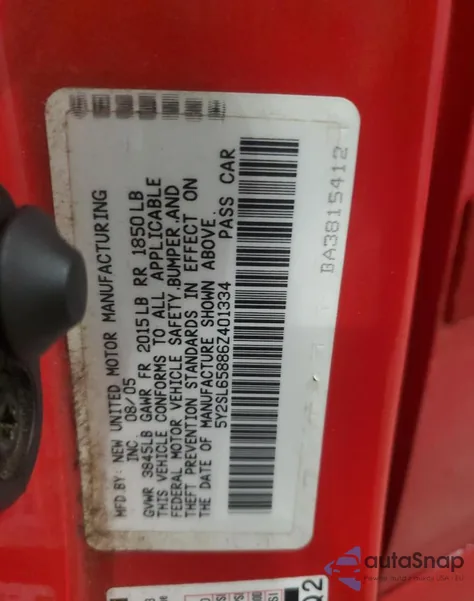 MFD BY: NEW UNITED MOTOR MANUFACTURING
INC. 08/05
GVWR 3845LB GAWR FR 2015LB RR 1850LB
THIS VEHICLE CONFORMS TO ALL APPLICABLE
FEDERAL MOTOR VEHICLE SAFETY,BUMPER,AND
THEFT PREVENTION STANDARDS IN EFFECT ON
THE DATE OF MANUFACTURE SHOWN ABOVE.
5Y2SL65886Z401334 PASS CAR
BA3815412
Q2
autaSnap